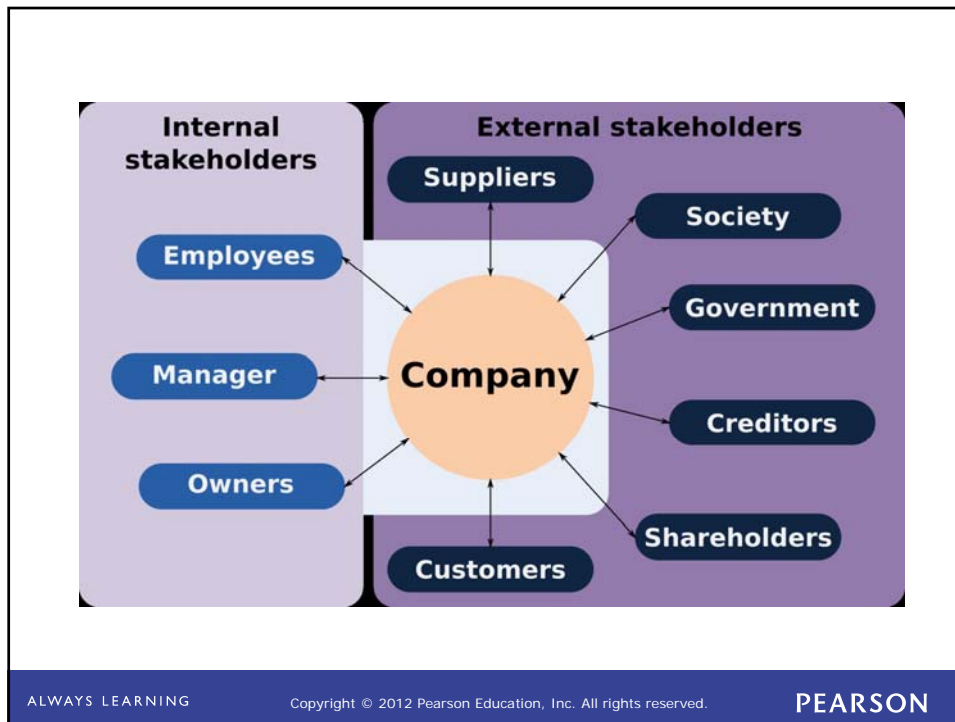 Internal
stakeholders
External stakeholders
Suppliers
Society
Employees
Government
Manager
Company
Creditors
Owners
Shareholders
Customers
ALWAYS LEARNING
Copyright © 2012 Pearson Education, Inc. All rights reserved.
PEARSON